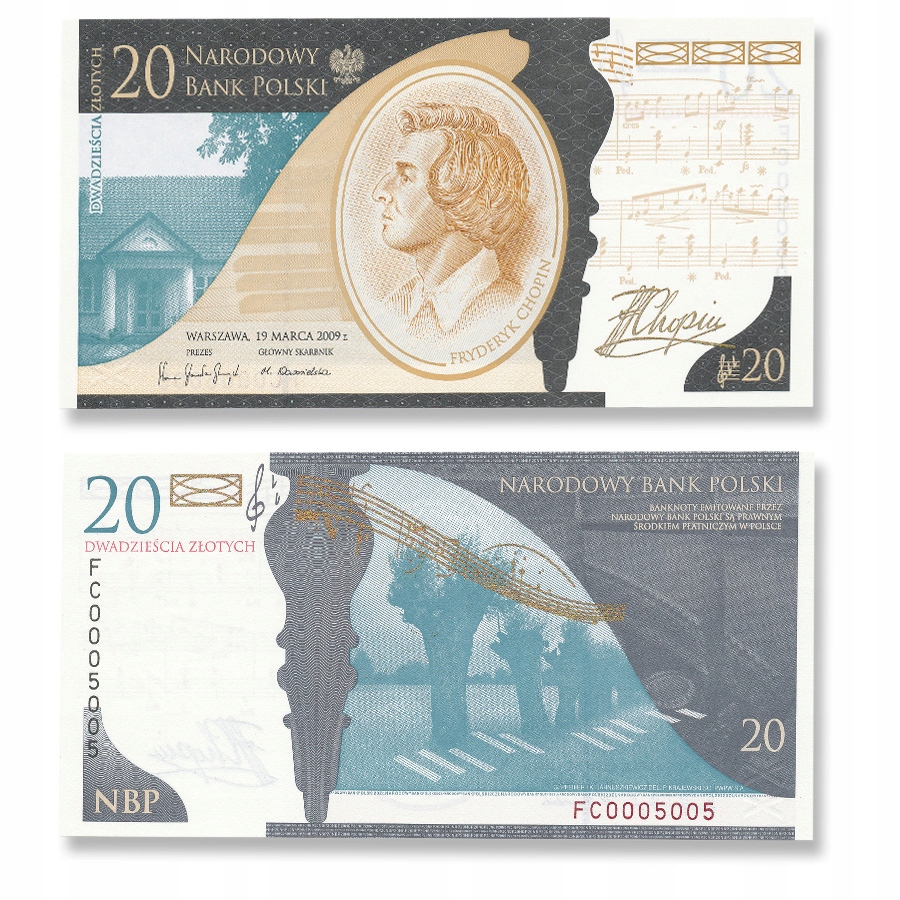 DWADZIEŚCIA ZŁOTYCH
20
NARODOWY
BANK POLSKI
FRYDERYK CHOPIN
WARSZAWA, 19 MARCA 2009 r.
PREZES GŁÓWNY SKARBNIK
ff
Ped. Ped. fz
Ped. Ped.
FChopin
20
20
DWADZIEŚCIA ZŁOTYCH
FC0005005
NBP
NARODOWY BANK POLSKI
BANKNOTY EMITOWANE PRZEZ
NARODOWY BANK POLSKI SĄ PRAWNYM
ŚRODKIEM PŁATNICZYM W POLSCE
20
FC0005005